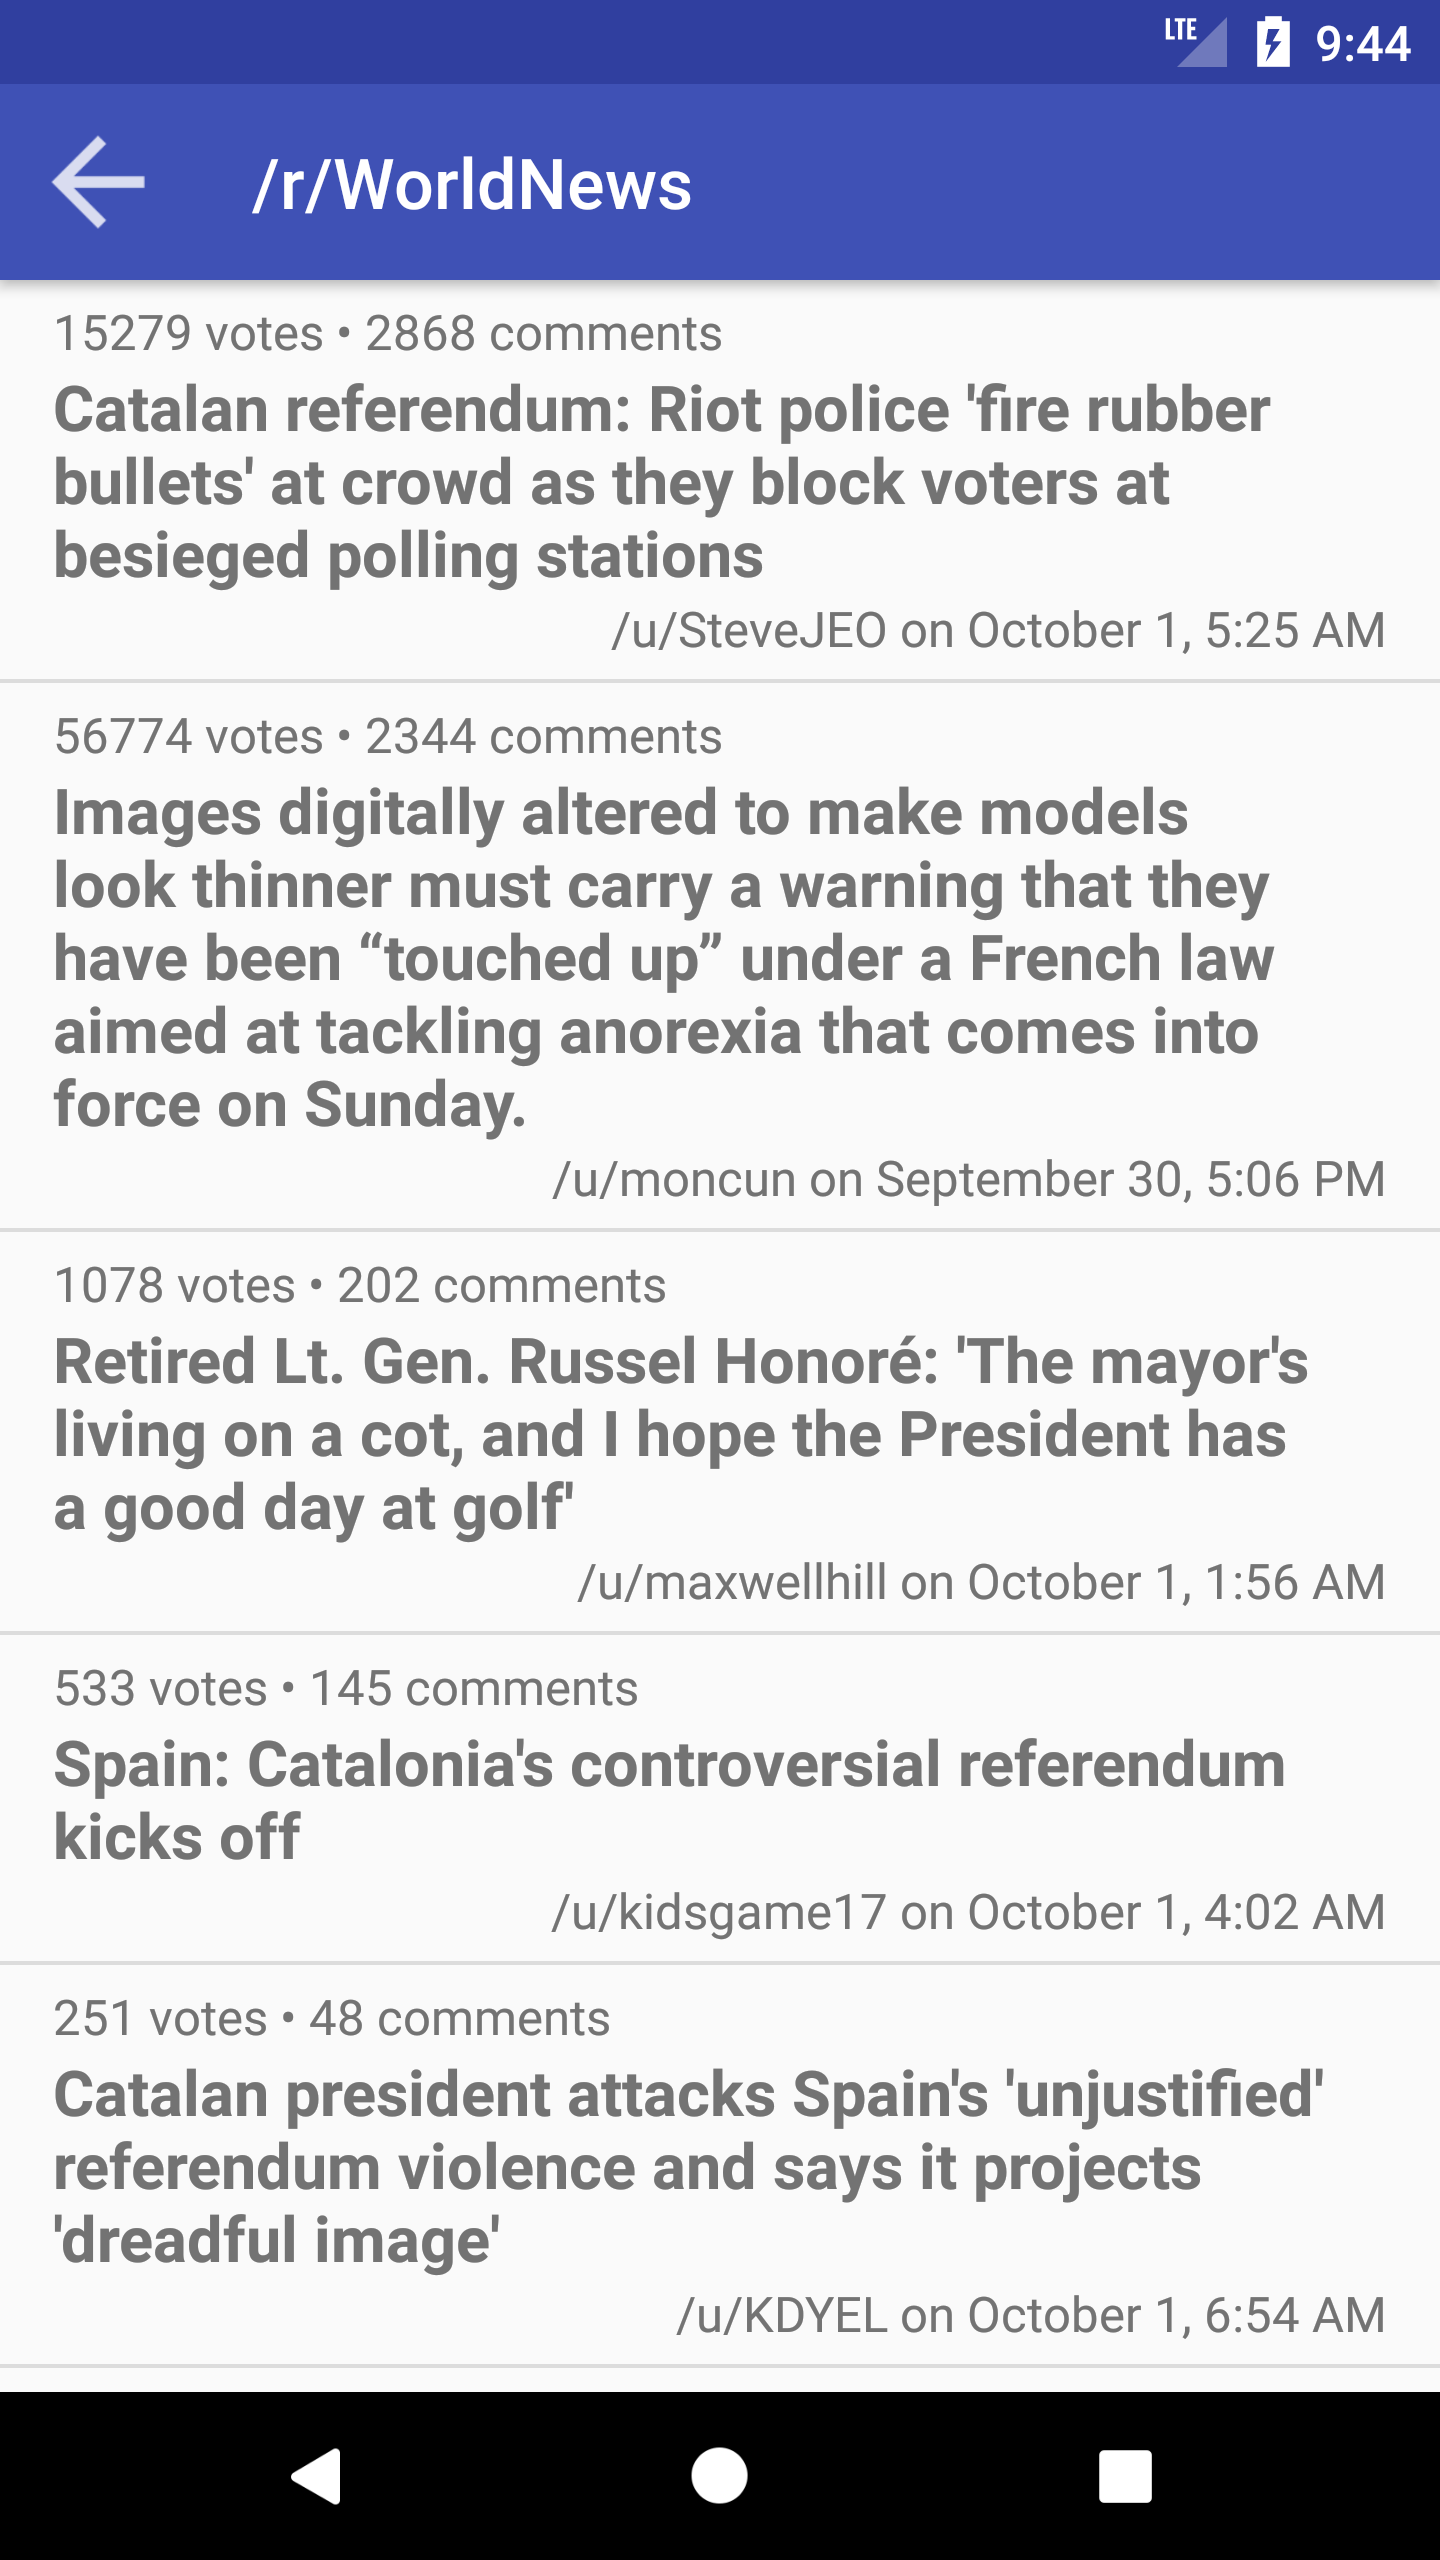 LTE 9:44
/r/WorldNews
15279 votes • 2868 comments
Catalan referendum: Riot police 'fire rubber
bullets' at crowd as they block voters at
besieged polling stations
/u/SteveJEO on October 1, 5:25 AM
56774 votes • 2344 comments
Images digitally altered to make models
look thinner must carry a warning that they
have been “touched up” under a French law
aimed at tackling anorexia that comes into
force on Sunday.
/u/moncun on September 30, 5:06 PM
1078 votes • 202 comments
Retired Lt. Gen. Russel Honoré: 'The mayor's
living on a cot, and I hope the President has
a good day at golf'
/u/maxwellhill on October 1, 1:56 AM
533 votes • 145 comments
Spain: Catalonia's controversial referendum
kicks off
/u/kidsgame17 on October 1, 4:02 AM
251 votes • 48 comments
Catalan president attacks Spain's 'unjustified'
referendum violence and says it projects
'dreadful image'
/u/KDYEL on October 1, 6:54 AM